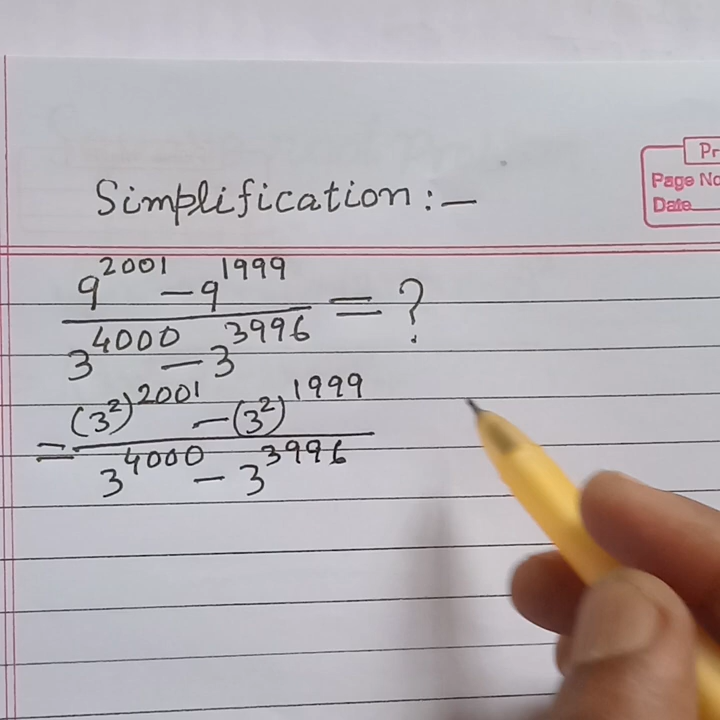 Pr
Page No
Date
Simplification:—
9^2001 − 9^1999 / 3^4000 − 3^3996 = ?
= (3^2)^2001 − (3^2)^1999 / 3^4000 − 3^3996